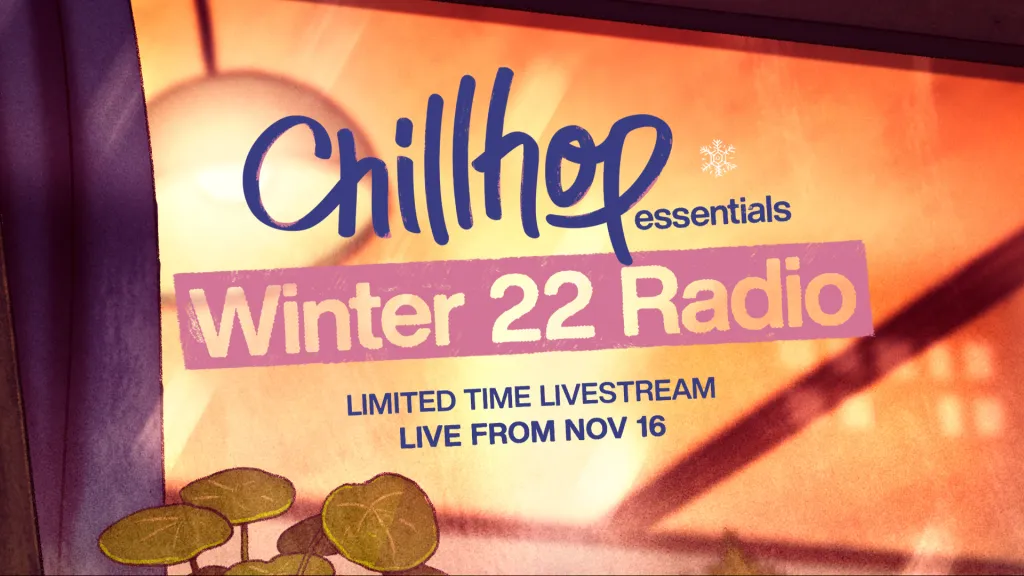 Chillhop
essentials
Winter 22 Radio
LIMITED TIME LIVESTREAM
LIVE FROM NOV 16